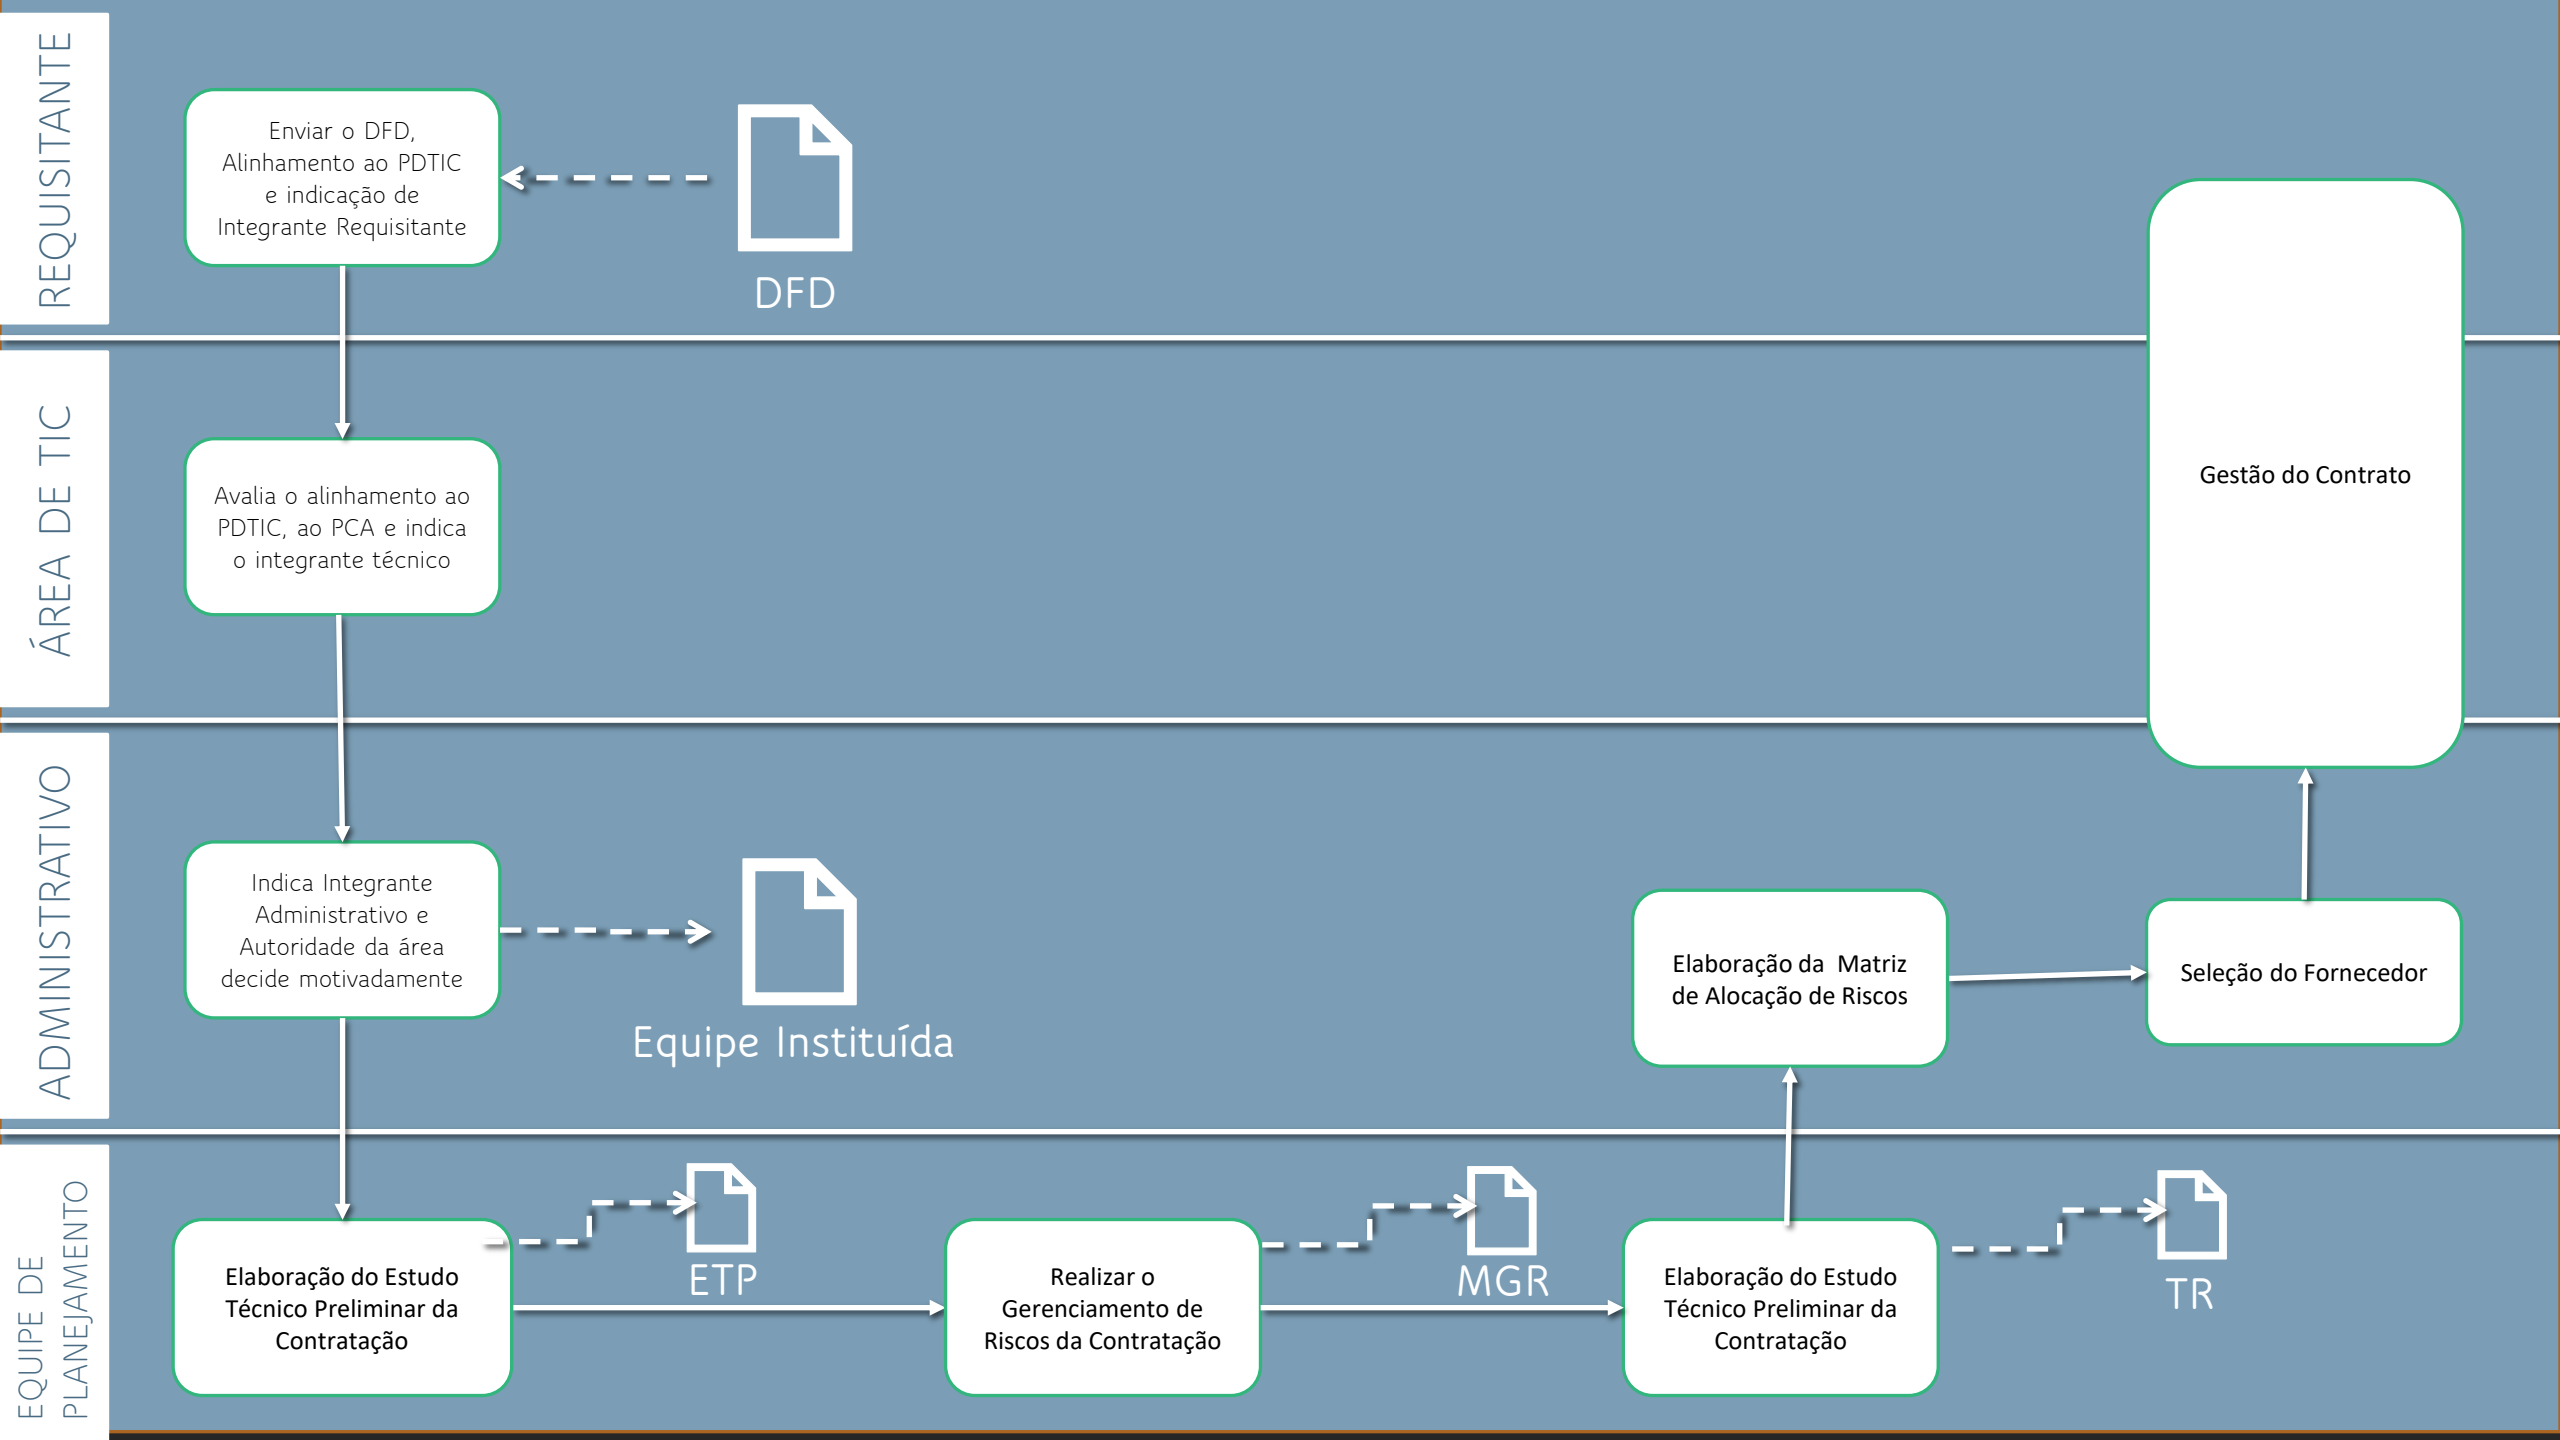 REQUISITANTE
Enviar o DFD,
Alinhamento ao PDTIC
e indicação de
Integrante Requisitante
DFD
ÁREA DE TIC
Avalia o alinhamento ao
PDTIC, ao PCA e indica
o integrante técnico
Gestão do Contrato
ADMINISTRATIVO
Indica Integrante
Administrativo e
Autoridade da área
decide motivadamente
Equipe Instituída
Elaboração da Matriz
de Alocação de Riscos
Seleção do Fornecedor
EQUIPE DE
PLANEJAMENTO
Elaboração do Estudo
Técnico Preliminar da
Contratação
ETP
Realizar o
Gerenciamento de
Riscos da Contratação
MGR
Elaboração do Estudo
Técnico Preliminar da
Contratação
TR